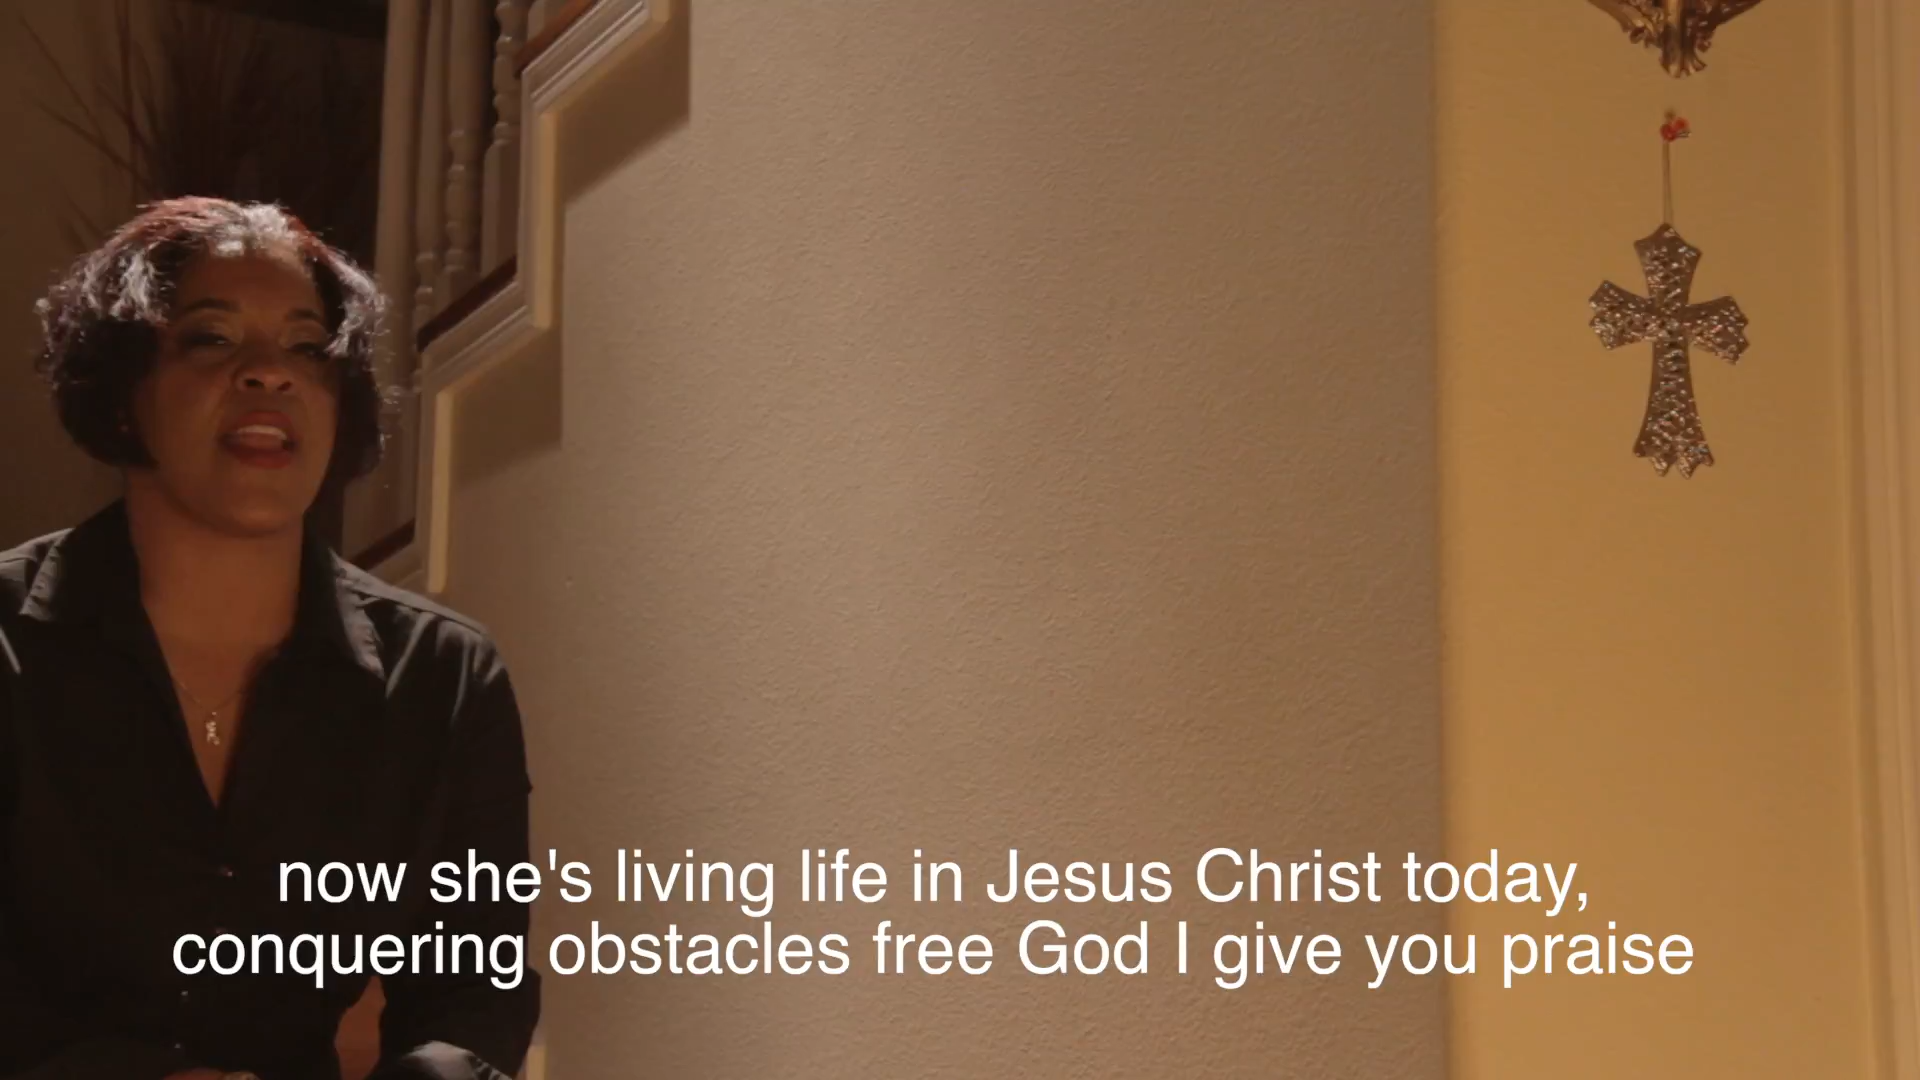 now she's living life in Jesus Christ today,
conquering obstacles free God I give you praise